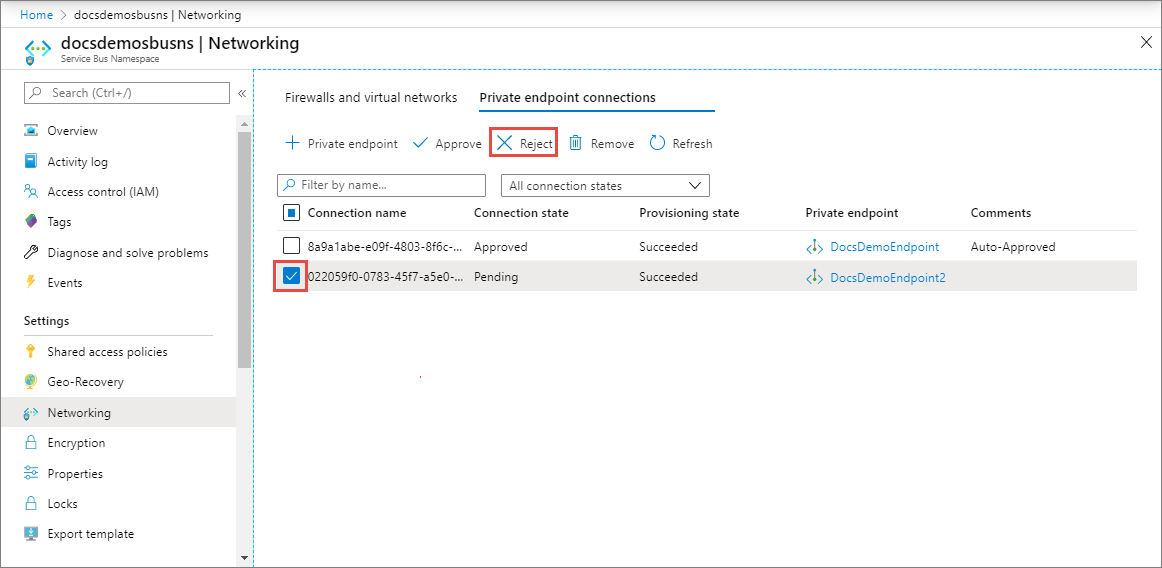 Home > docsdemosbusns | Networking
docsdemosbusns | Networking
Service Bus Namespace
Search (Ctrl+/)
«
Overview
Activity log
Access control (IAM)
Tags
Diagnose and solve problems
Events
Settings
Shared access policies
Geo-Recovery
Networking
Encryption
Properties
Locks
Export template
Firewalls and virtual networks Private endpoint connections
Private endpoint Approve Reject Remove Refresh
Filter by name... All connection states
Connection name Connection state Provisioning state Private endpoint Comments
8a9a1abe-e09f-4803-8f6c-... Approved Succeeded DocsDemoEndpoint Auto-Approved
022059f0-0783-45f7-a5e0-... Pending Succeeded DocsDemoEndpoint2